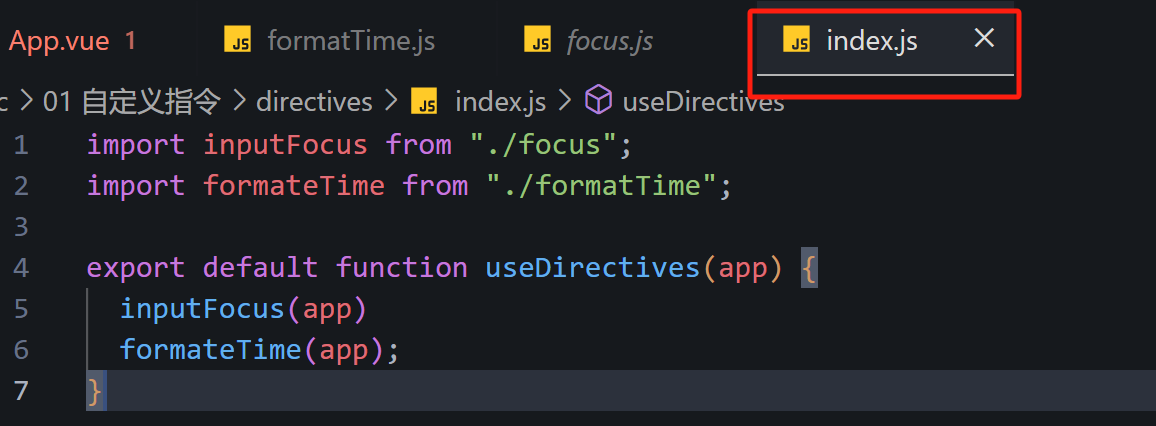 App.vue 1 JS formatTime.js JS focus.js JS index.js
c > 01 自定义指令 > directives > JS index.js > useDirectives
1 import inputFocus from "./focus";
2 import formateTime from "./formatTime";
3
4 export default function useDirectives(app) {
5 inputFocus(app)
6 formateTime(app);
7 }